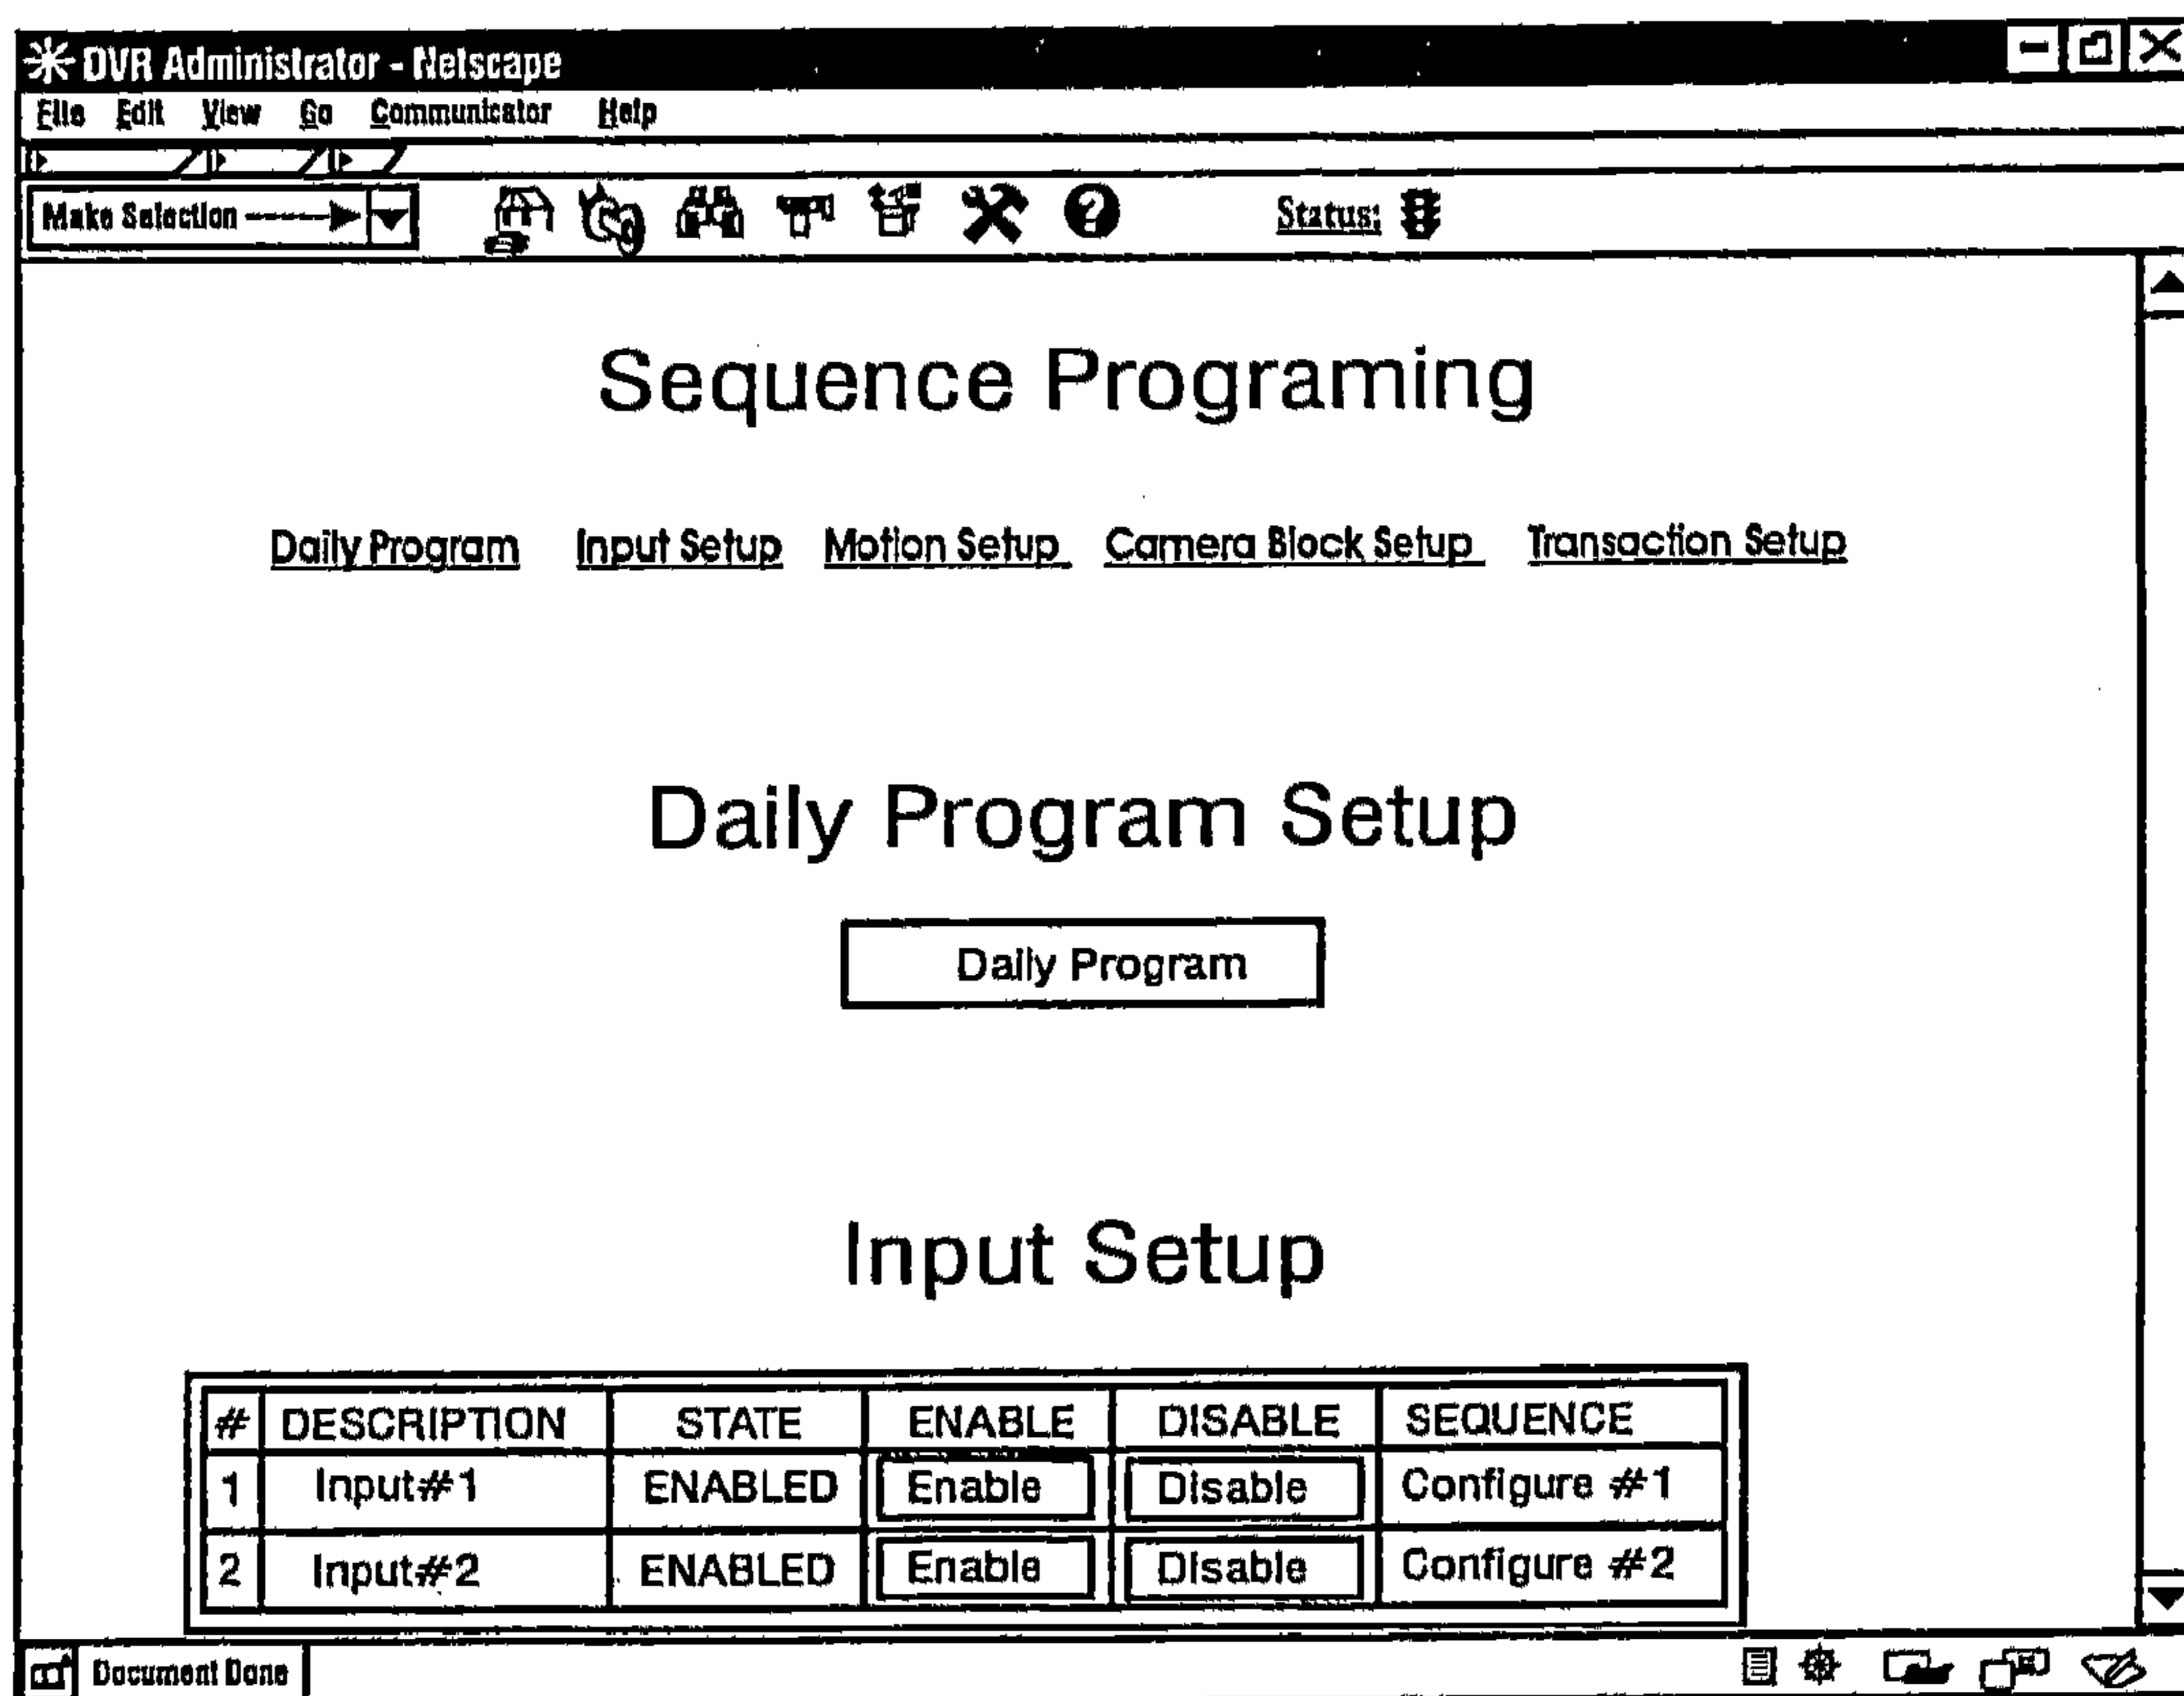 DVR Administrator - Netscape
File Edit View Go Communicator Help
Make Selection Status:
Sequence Programing
Daily Program Input Setup Motion Setup Camera Block Setup Transaction Setup
Daily Program Setup
Daily Program
Input Setup
# DESCRIPTION STATE ENABLE DISABLE SEQUENCE
1 Input#1 ENABLED Enable Disable Configure #1
2 Input#2 ENABLED Enable Disable Configure #2
Document Done